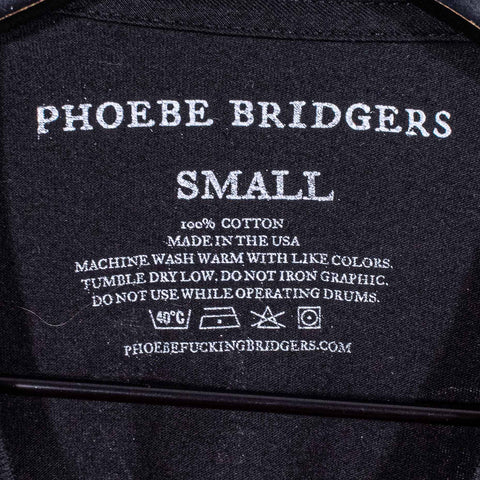 PHOEBE BRIDGERS
SMALL
100% COTTON
MADE IN THE USA
MACHINE WASH WARM WITH LIKE COLORS.
TUMBLE DRY LOW. DO NOT IRON GRAPHIC.
DO NOT USE WHILE OPERATING DRUMS.
40°C
PHOEBEFUCKINGBRIDGERS.COM